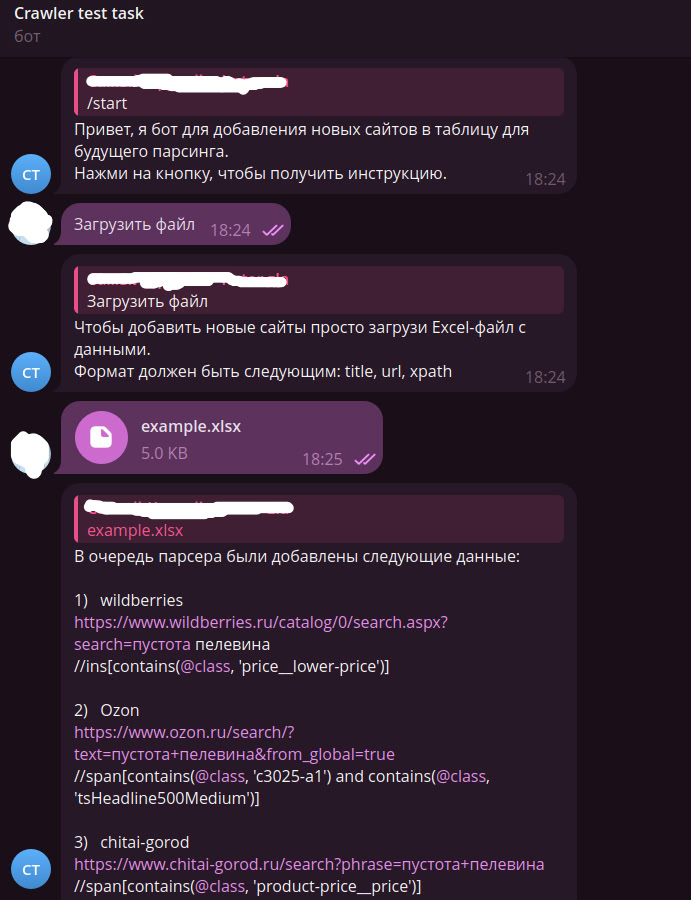 Crawler test task
бот
/start
Привет, я бот для добавления новых сайтов в таблицу для
будущего парсинга.
Нажми на кнопку, чтобы получить инструкцию.
18:24
СТ
Загрузить файл 18:24
Загрузить файл
Чтобы добавить новые сайты просто загрузи Excel-файл с
данными.
Формат должен быть следующим: title, url, xpath
18:24
СТ
example.xlsx
5.0 KB
18:25
example.xlsx
В очередь парсера были добавлены следующие данные:
1) wildberries
https://www.wildberries.ru/catalog/0/search.aspx?
search=пустота пелевина
//ins[contains(@class, 'price__lower-price')]
2) Ozon
https://www.ozon.ru/search/?
text=пустота+пелевина&from_global=true
//span[contains(@class, 'c3025-a1') and contains(@class,
'tsHeadline500Medium')]
3) chitai-gorod
https://www.chitai-gorod.ru/search?phrase=пустота+пелевина
//span[contains(@class, 'product-price__price')]
СТ